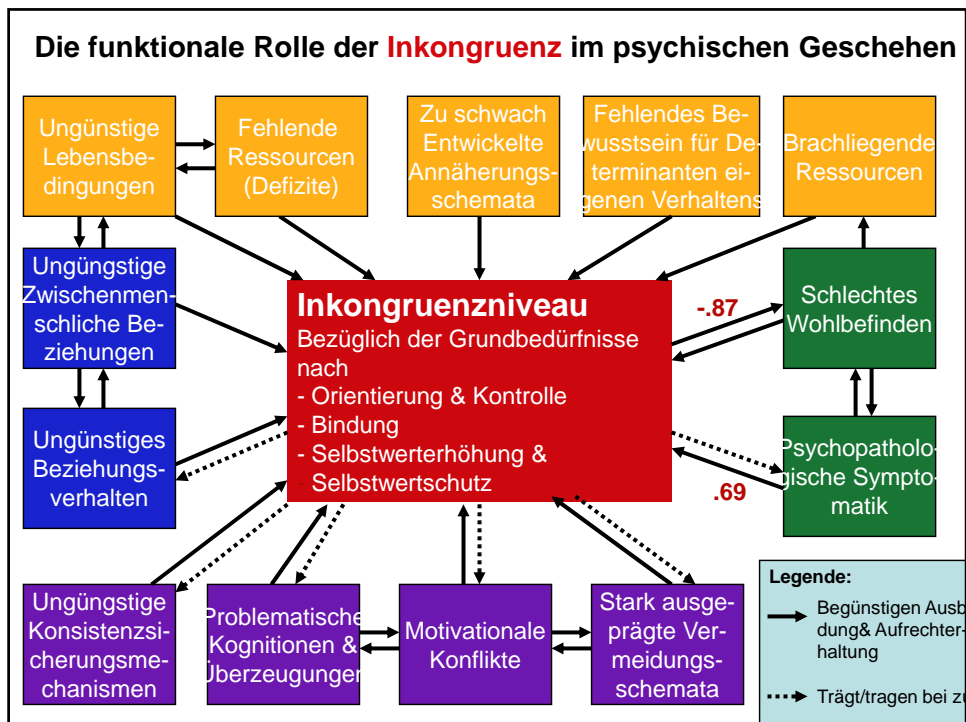 Die funktionale Rolle der Inkongruenz im psychischen Geschehen
Ungünstige
Lebensbe-
dingungen
Fehlende
Ressourcen
(Defizite)
Zu schwach
Entwickelte
Annäherungs-
schemata
Fehlendes Be-
wusstsein für De-
terminanten ei-
genen Verhaltens
Brachliegende
Ressourcen
Ungüngstige
Zwischenmen-
schliche Be-
ziehungen
Inkongruenzniveau
Bezüglich der Grundbedürfnisse
nach
- Orientierung & Kontrolle
- Bindung
- Selbstwerterhöhung &
Selbstwertschutz
-.87
Schlechtes
Wohlbefinden
Ungünstiges
Beziehungs-
verhalten
.69
Psychopatholo-
gische Sympto-
matik
Ungüngstige
Konsistenzsi-
cherungsme-
chanismen
Problematische
Kognitionen &
Überzeugungen
Motivationale
Konflikte
Stark ausge-
prägte Ver-
meidungs-
schemata
Legende:
Begünstigen Ausb
dung& Aufrechter-
haltung
Trägt/tragen bei zu